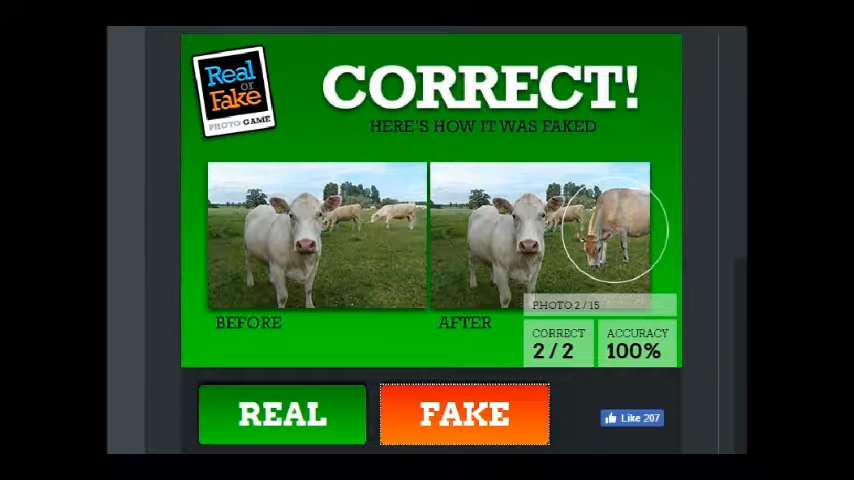 Real
or
Fake
PHOTO GAME
CORRECT!
HERE'S HOW IT WAS FAKED
BEFORE
AFTER
PHOTO 2 / 15
CORRECT
2 / 2
ACCURACY
100%
REAL
FAKE
Like 207